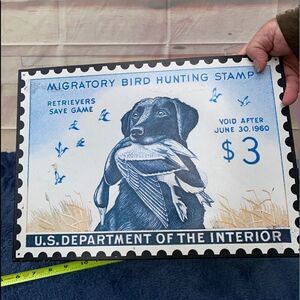 MIGRATORY BIRD HUNTING STAMP
RETRIEVERS
SAVE GAME
VOID AFTER
JUNE 30, 1960
$3
U.S. DEPARTMENT OF THE INTERIOR